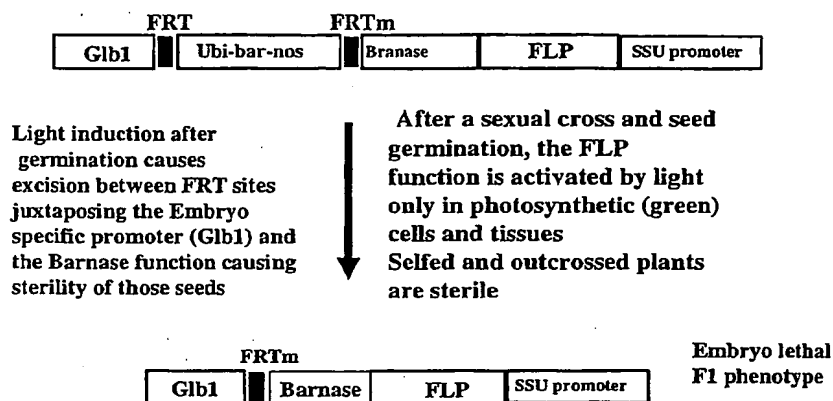 FRT FRTm
Glb1 Ubi-bar-nos Branase FLP SSU promoter
Light induction after
germination causes
excision between FRT sites
juxtaposing the Embryo
specific promoter (Glb1) and
the Barnase function causing
sterility of those seeds
After a sexual cross and seed
germination, the FLP
function is activated by light
only in photosynthetic (green)
cells and tissues
Selfed and outcrossed plants
are sterile
FRTm
Glb1 Barnase FLP SSU promoter
Embryo lethal
F1 phenotype